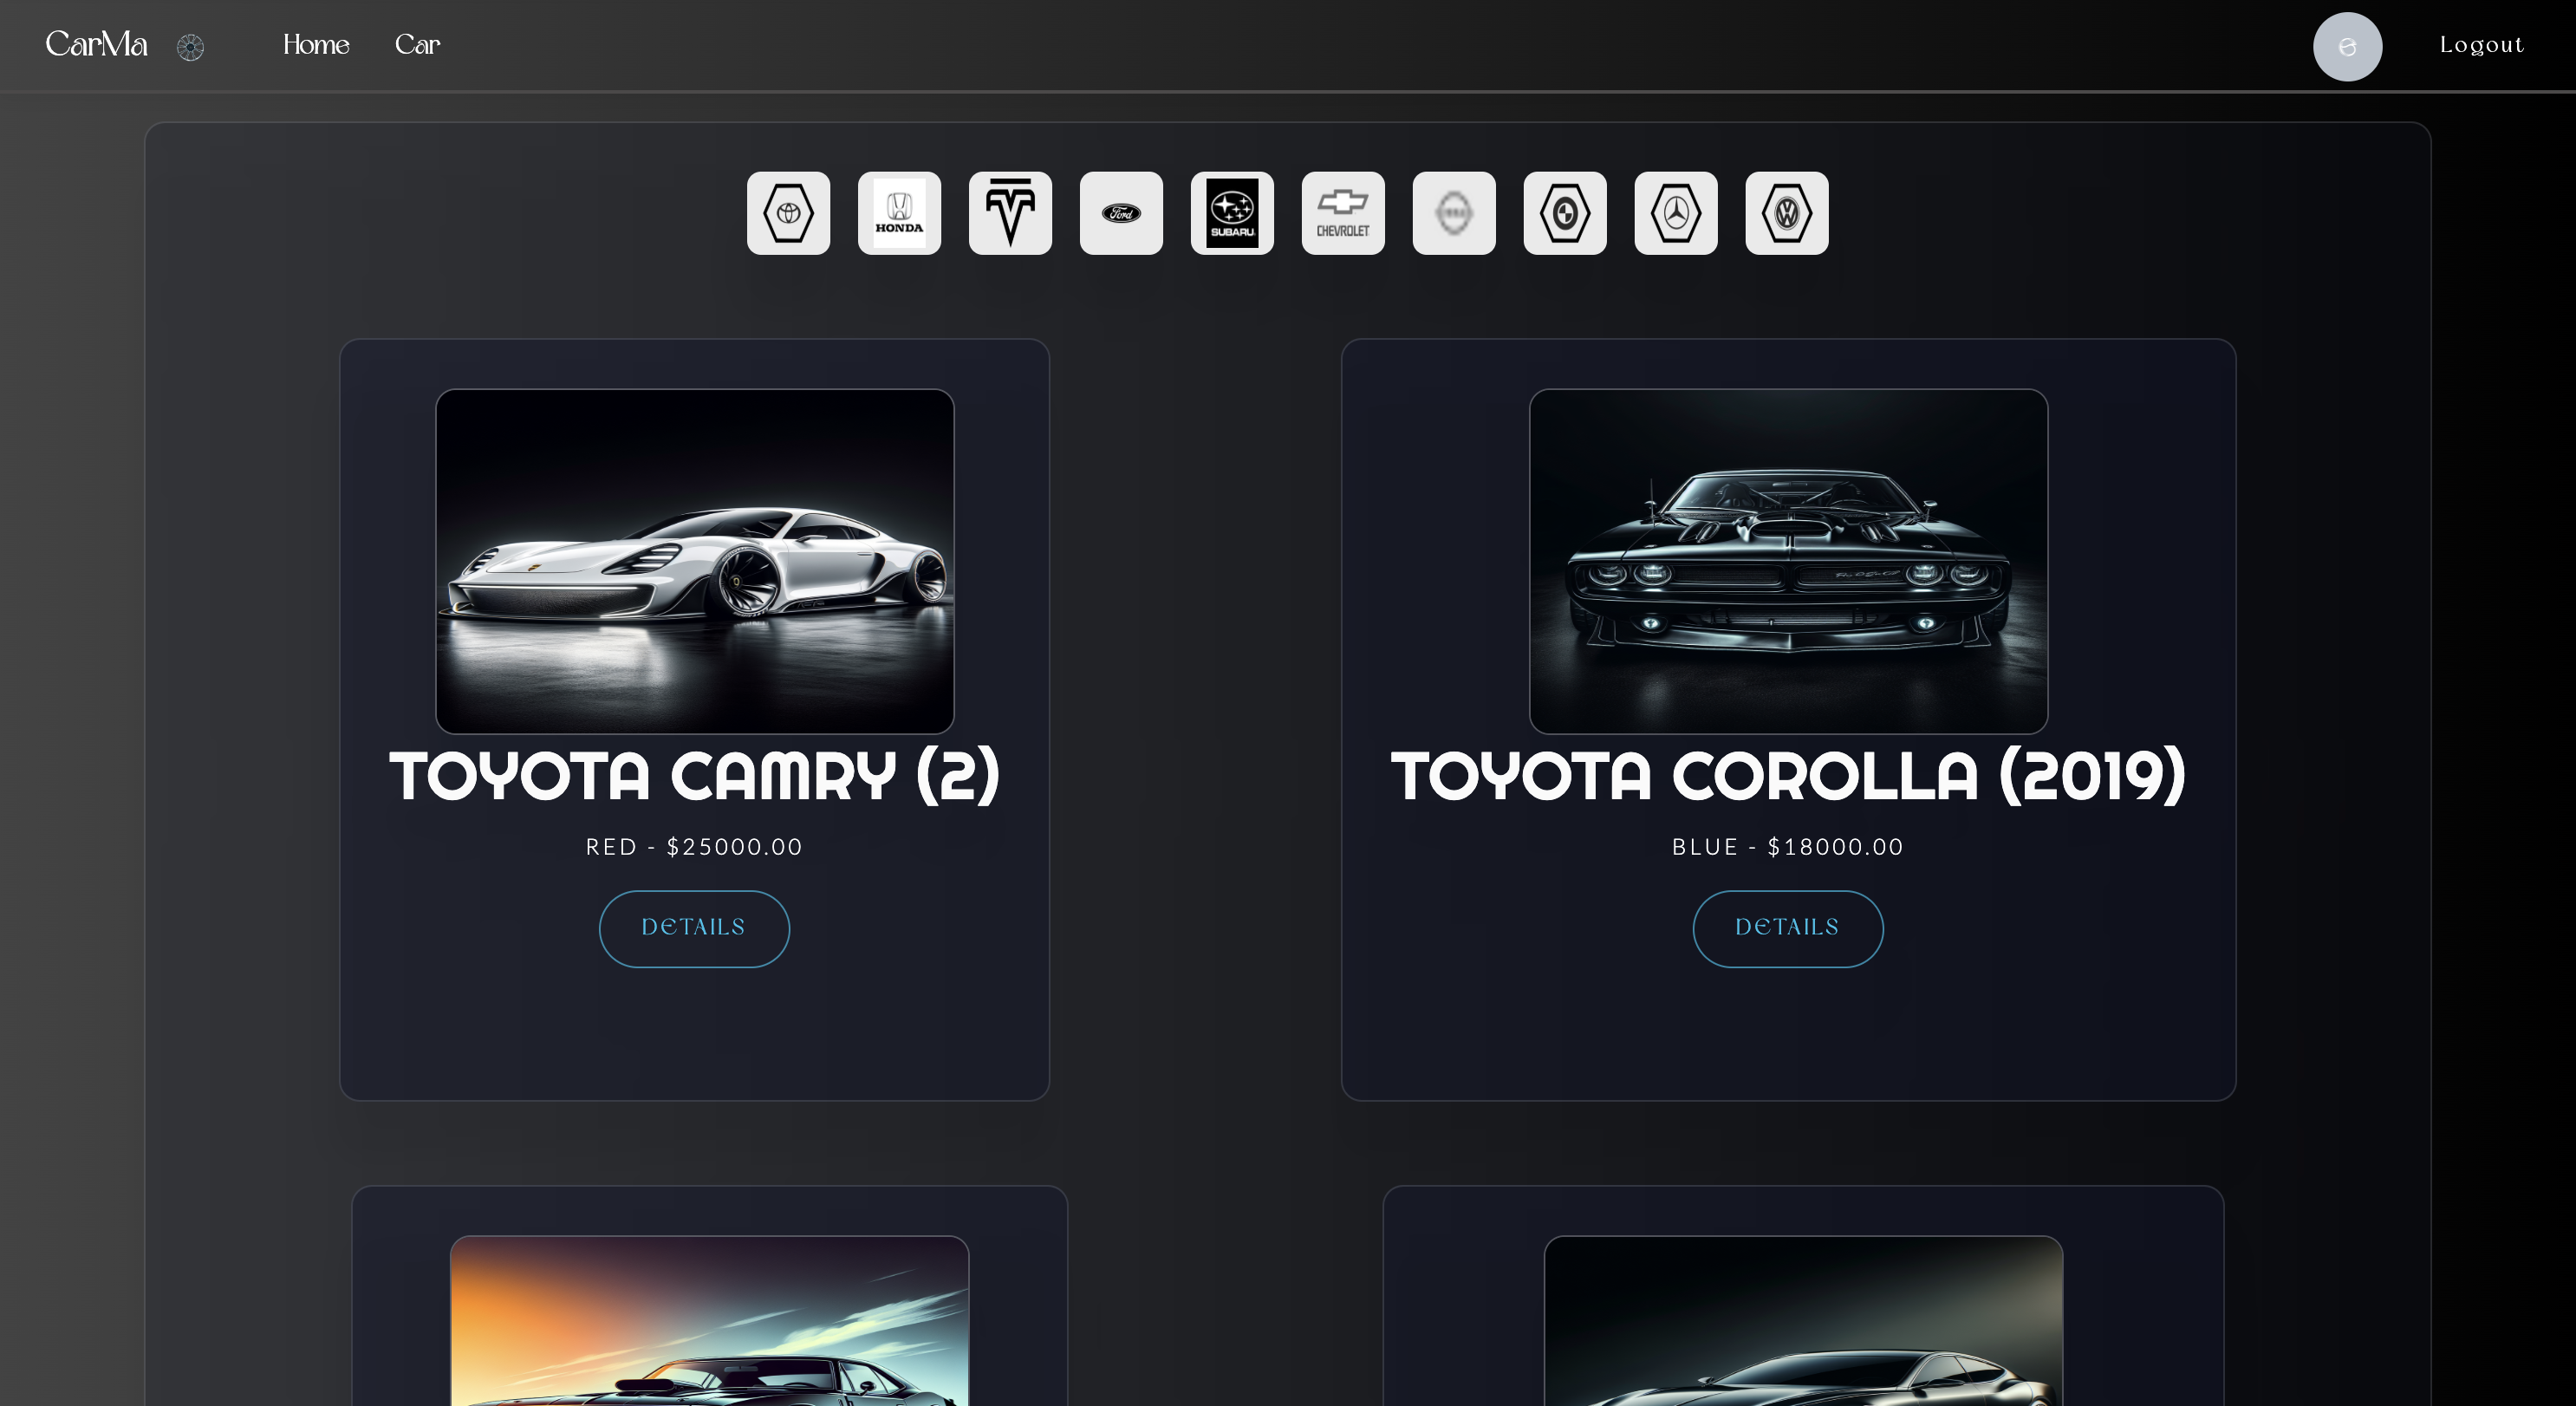 CarMa Home Car Logout
HONDA Ford SUBARU CHEVROLET
TOYOTA CAMRY (2) TOYOTA COROLLA (2019)
RED - $25000.00 BLUE - $18000.00
DETAILS DETAILS